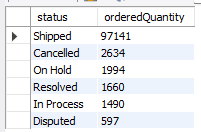 status orderedQuantity
Shipped 97141
Cancelled 2634
On Hold 1994
Resolved 1660
In Process 1490
Disputed 597